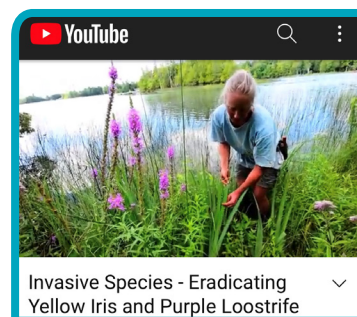 YouTube
Invasive Species - Eradicating
Yellow Iris and Purple Loostrife